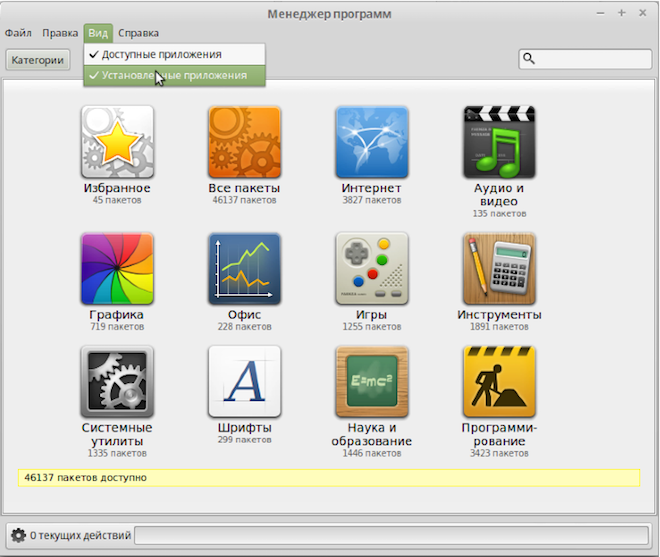 Менеджер программ
Файл Правка Вид Справка
Доступные приложения
Категории
Установленные приложения
Избранное
45 пакетов
Все пакеты
46137 пакетов
Интернет
3827 пакетов
Аудио и
видео
135 пакетов
Графика
719 пакетов
Офис
228 пакетов
Игры
1255 пакетов
Инструменты
1891 пакетов
Системные
утилиты
1335 пакетов
Шрифты
299 пакетов
E=mc²
Наука и
образование
1446 пакетов
Программи-
рование
3423 пакетов
46137 пакетов доступно
0 текущих действий